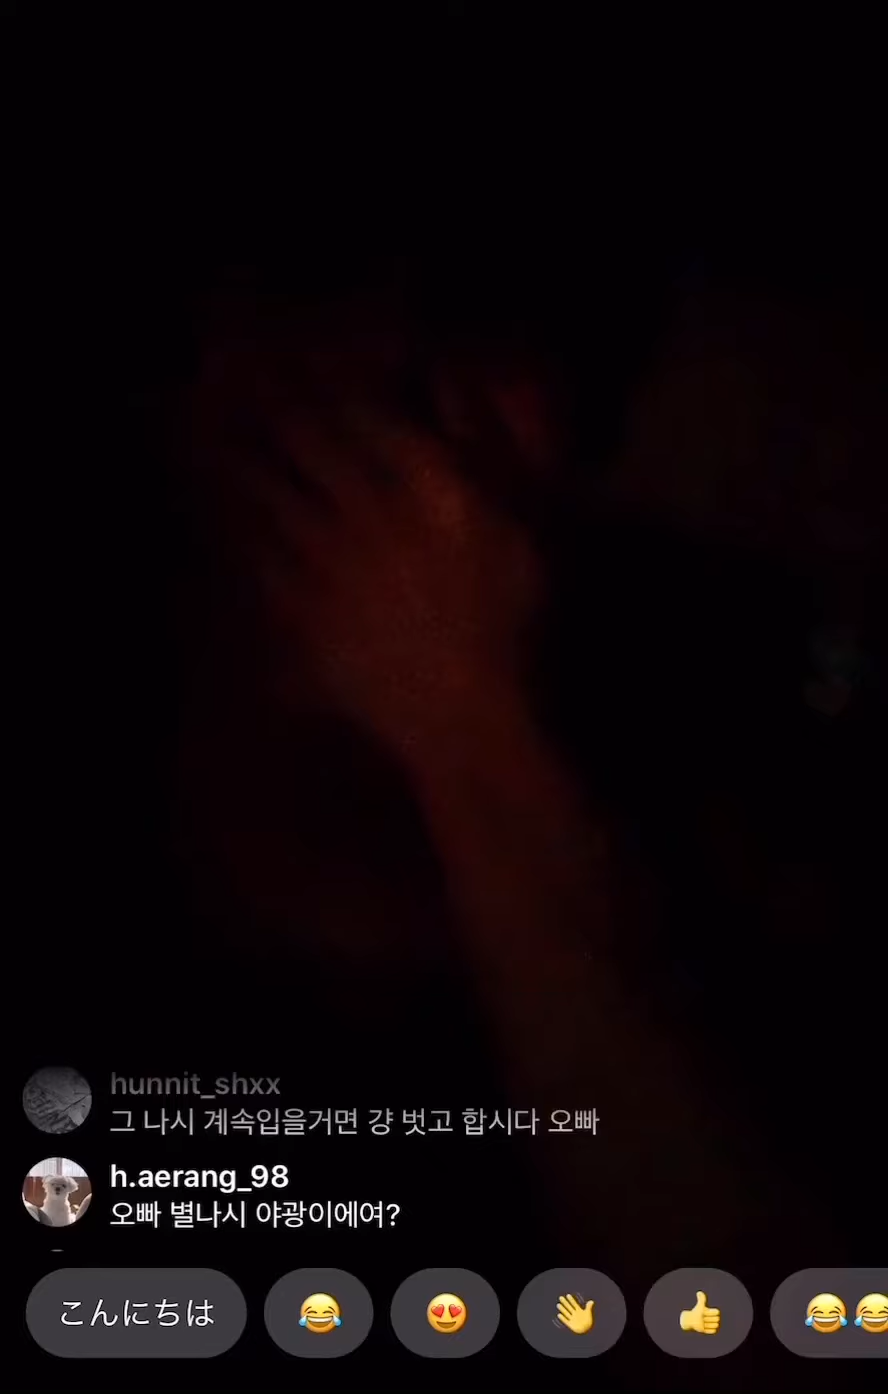 hunnit_shxx
그 나시 계속입을거면 걍 벗고 합시다 오빠
h.aerang_98
오빠 별나시 야광이에여?
こんにちは